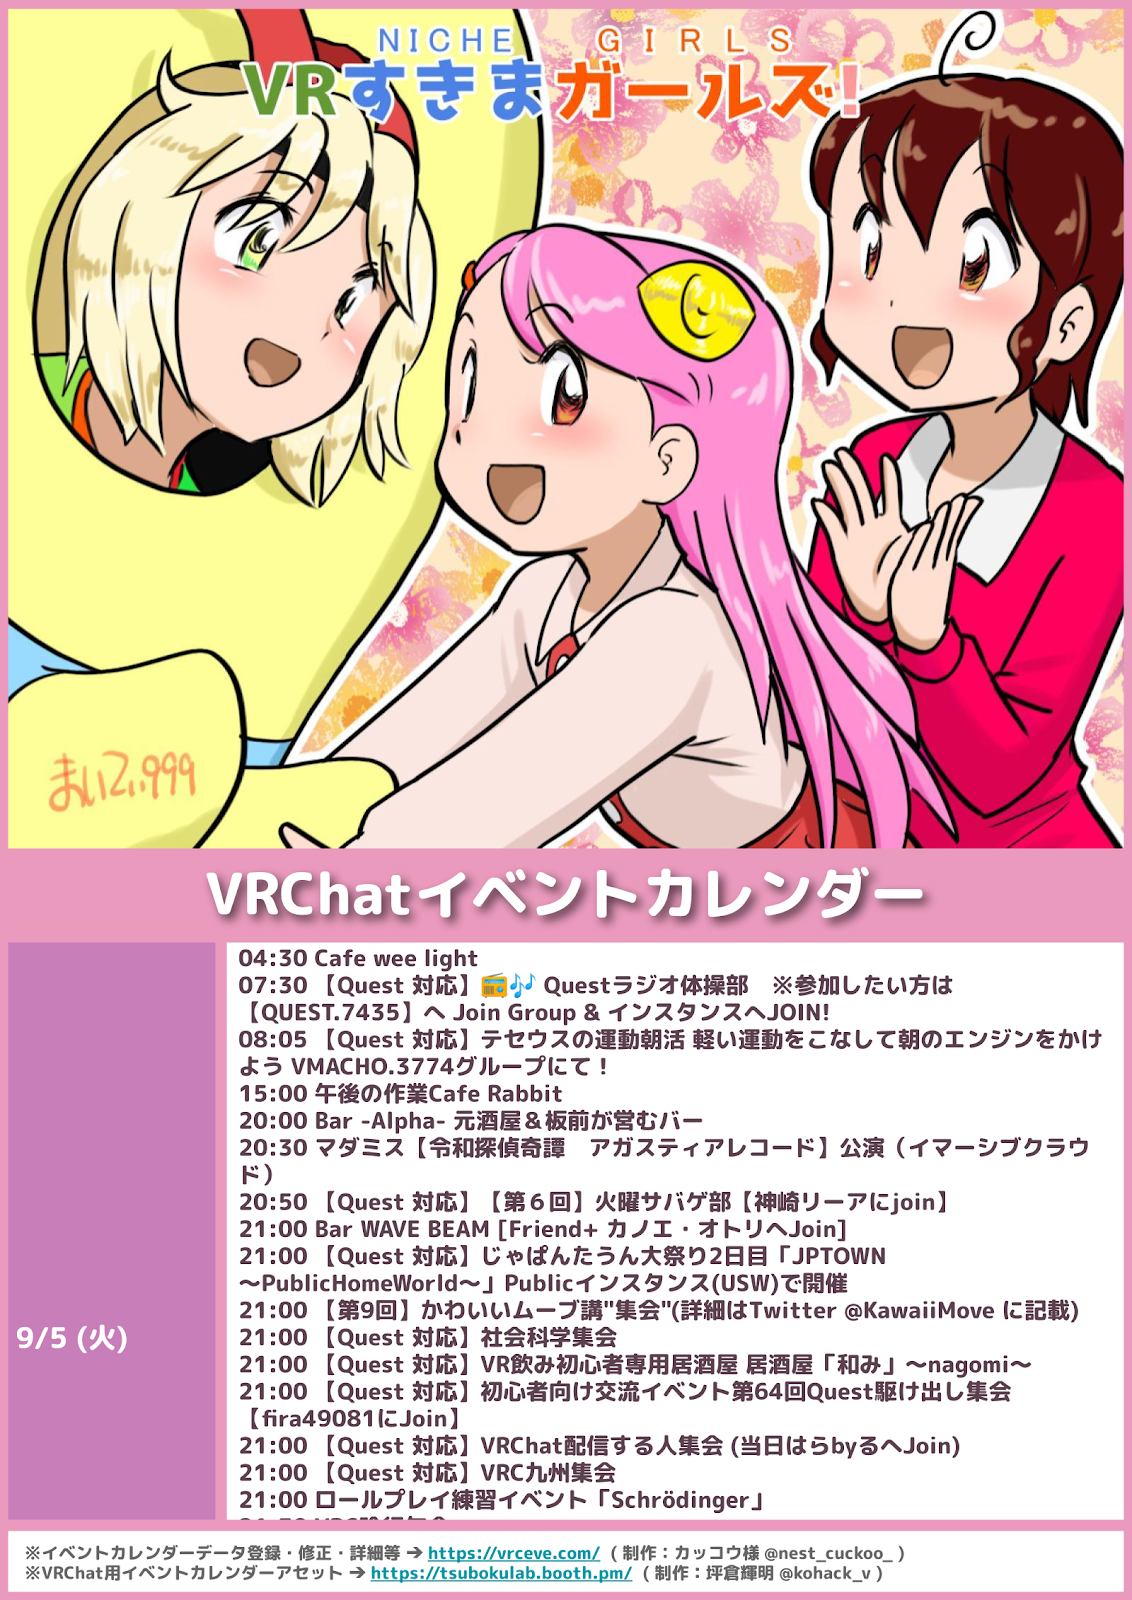 NICHE GIRLS
VRすきまガールズ!
まいてぃ999
VRChatイベントカレンダー
9/5 (火)
04:30 Cafe wee light
07:30 【Quest 対応】📻🎶 Questラジオ体操部　※参加したい方は
【QUEST.7435】へ Join Group & インスタンスへJOIN!
08:05 【Quest 対応】テセウスの運動朝活 軽い運動をこなして朝のエンジンをかけ
よう VMACHO.3774グループにて！
15:00 午後の作業Cafe Rabbit
20:00 Bar -Alpha- 元酒屋＆板前が営むバー
20:30 マダミス【令和探偵奇譚　アガスティアレコード】公演（イマーシブクラウ
ド）
20:50 【Quest 対応】【第６回】火曜サバゲ部【神崎リーアにjoin】
21:00 Bar WAVE BEAM [Friend+ カノエ・オトリへJoin]
21:00 【Quest 対応】じゃぱんたうん大祭り2日目「JPTOWN
～PublicHomeWorld～」Publicインスタンス(USW)で開催
21:00 【第9回】かわいいムーブ講"集会"(詳細はTwitter @KawaiiMove に記載)
21:00 【Quest 対応】社会科学集会
21:00 【Quest 対応】VR飲み初心者専用居酒屋 居酒屋「和み」～nagomi～
21:00 【Quest 対応】初心者向け交流イベント第64回Quest駆け出し集会
【fira49081にJoin】
21:00 【Quest 対応】VRChat配信する人集会 (当日はらbyるへJoin)
21:00 【Quest 対応】VRC九州集会
21:00 ロールプレイ練習イベント「Schrödinger」
※イベントカレンダーデータ登録・修正・詳細等 ➔ https://vrceve.com/ （制作：カッコウ様 @nest_cuckoo_ ）
※VRChat用イベントカレンダーアセット ➔ https://tsubokulab.booth.pm/ （制作：坪倉輝明 @kohack_v ）